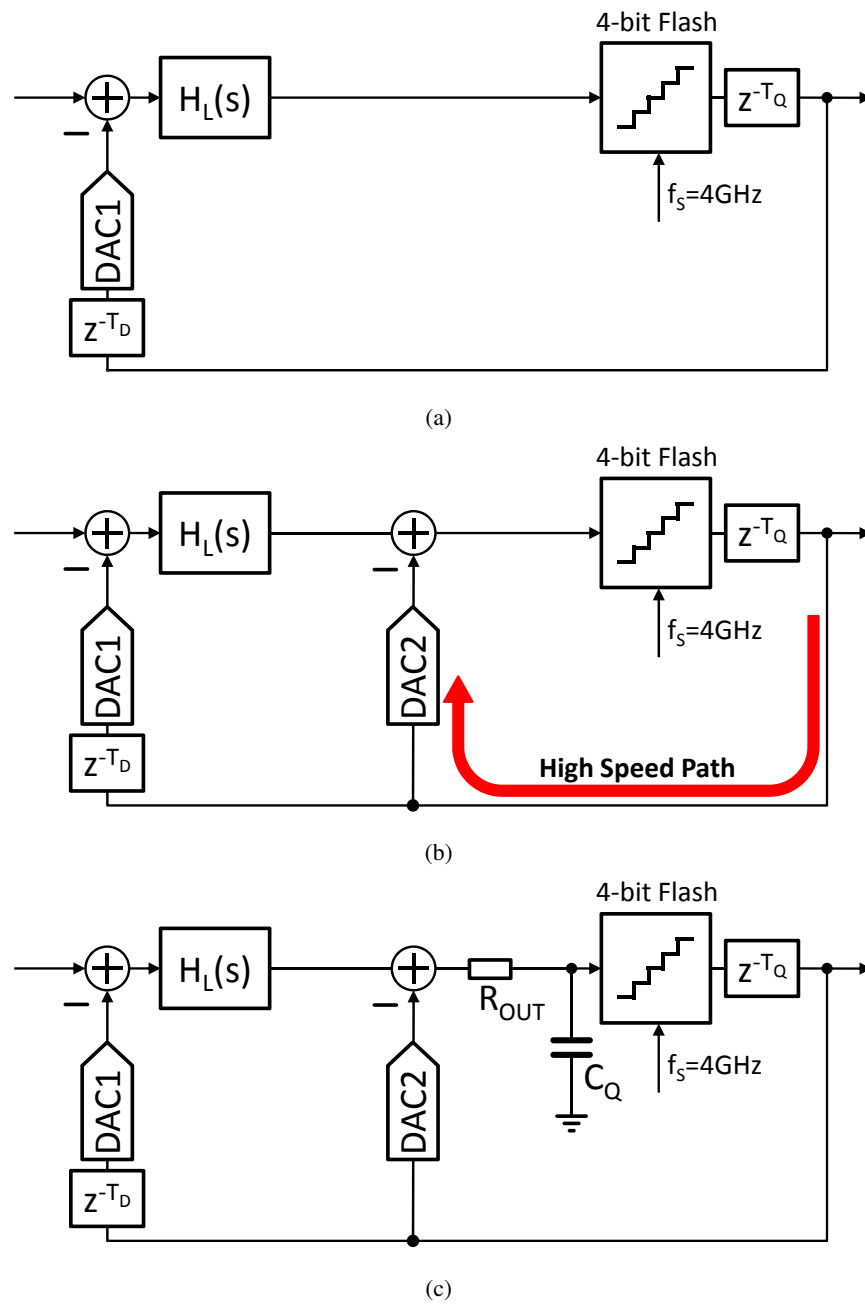 4-bit Flash
H_L(s)
z^{-T_Q}
f_S=4GHz
DAC1
z^{-T_D}
(a)
4-bit Flash
H_L(s)
z^{-T_Q}
f_S=4GHz
DAC1
DAC2
High Speed Path
z^{-T_D}
(b)
4-bit Flash
H_L(s)
z^{-T_Q}
R_OUT
f_S=4GHz
C_Q
DAC1
DAC2
z^{-T_D}
(c)